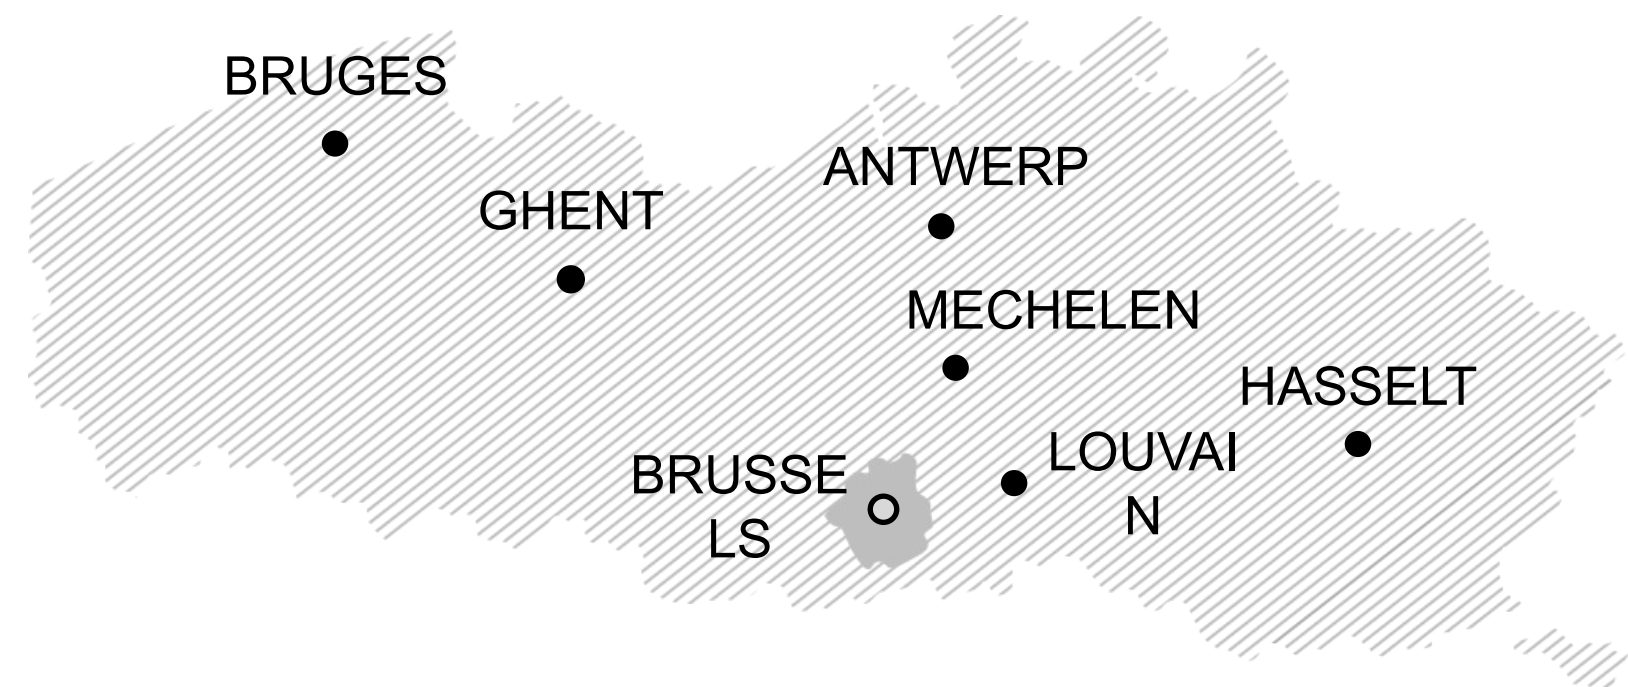 BRUGES
ANTWERP
GHENT
MECHELEN
HASSELT
LOUVAI
N
BRUSSE
LS